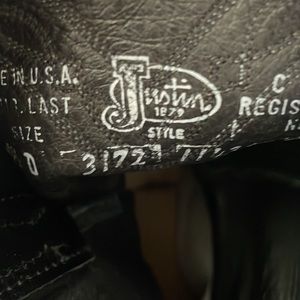 E IN U.S.A.
Justin
C
LAST
1879
REGIS
SIZE
STYLE
D
3172